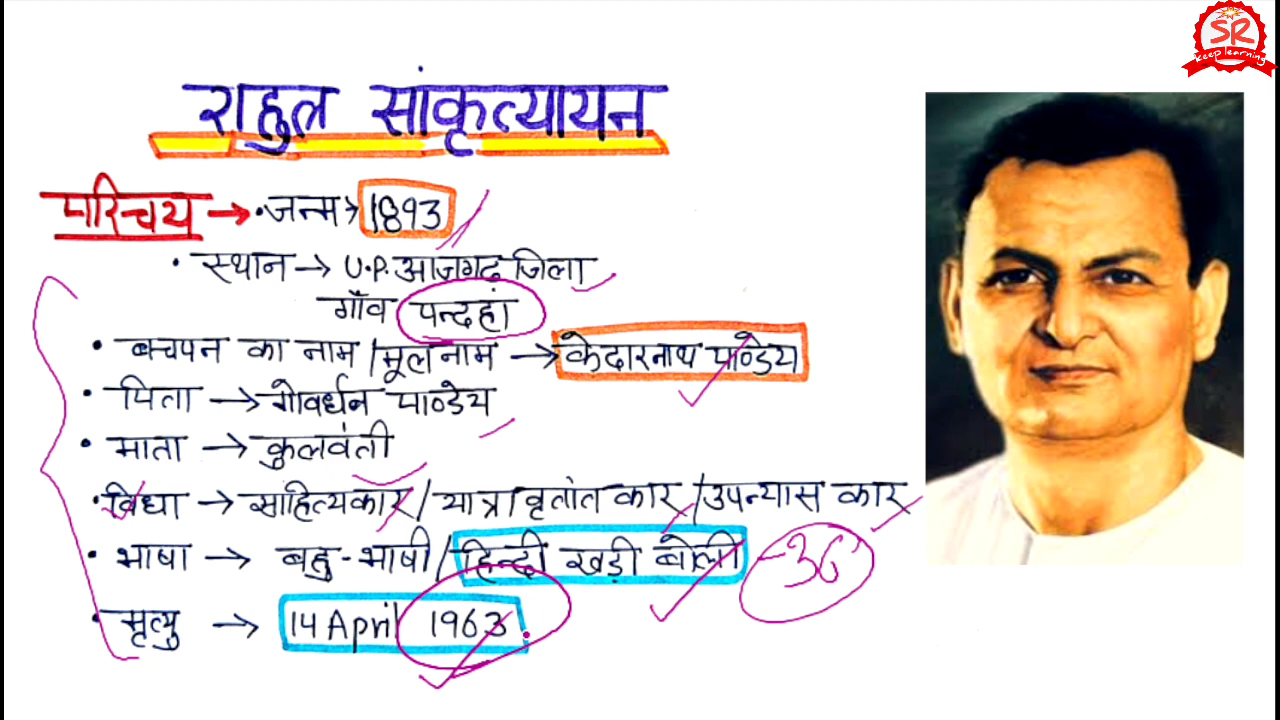 SR
keep learning
राहुल सांकृत्यायन
परिचय → • जन्म → 1893
• स्थान → U.P. आजगढ़ जिला
गाँव पन्दहां
• बचपन का नाम / मूल नाम → केदारनाथ पाण्डेय
• पिता → गोवर्धन पाण्डेय
• माता → कुलवंती
• विधा → साहित्यकार / यात्रा वृतांत कार / उपन्यास कार
• भाषा → बहु-भाषी / हिन्दी खड़ी बोली - 36
• मृत्यु → 14 April 1963